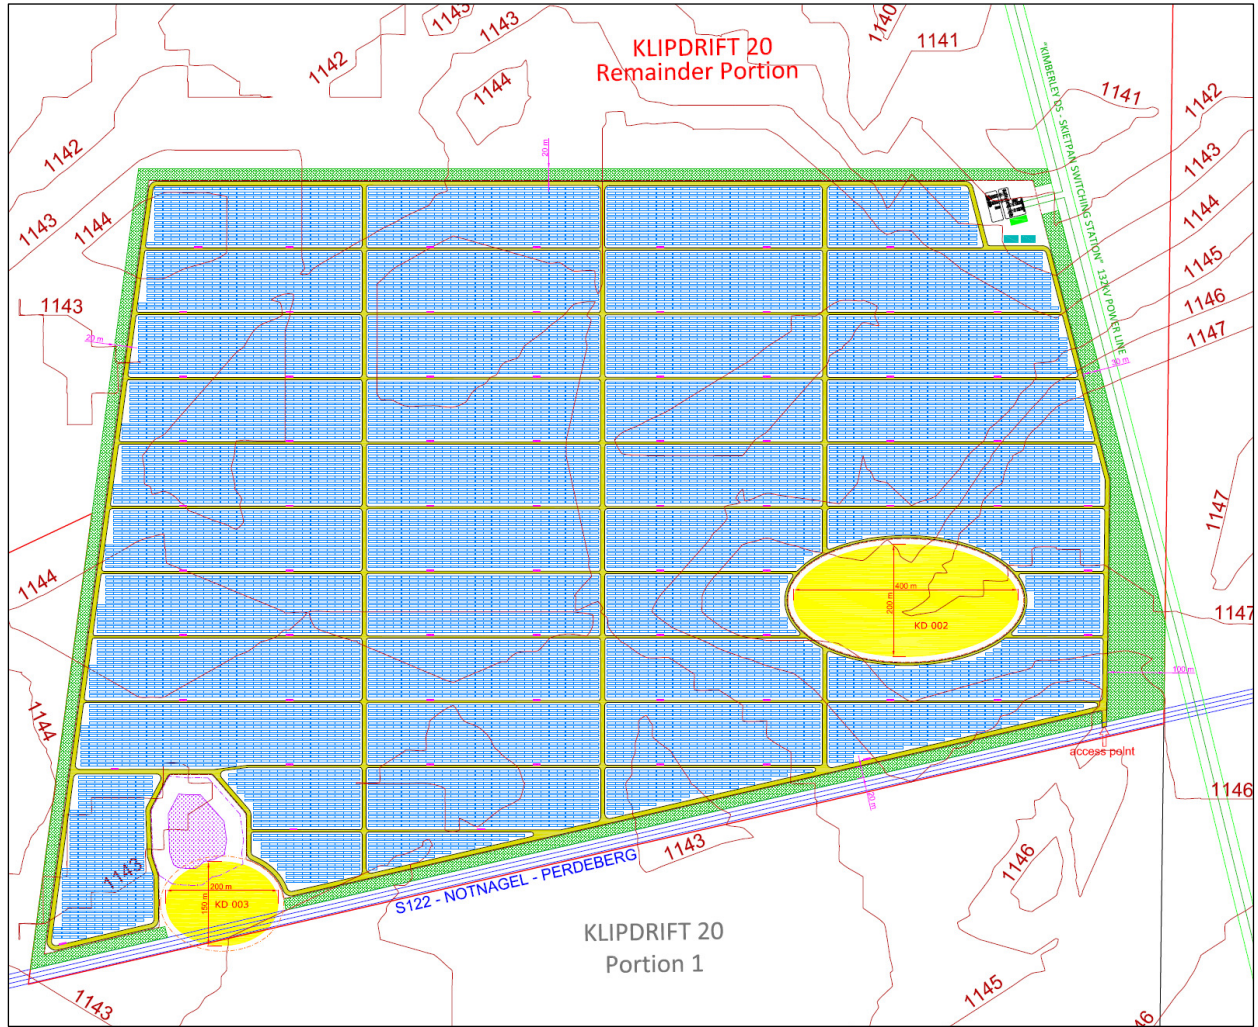 1143
1143
1140
1141
KLIPDRIFT 20
Remainder Portion
1142
1144
1141
1142
"KIMBERLEY DS - SKIETPAN SWITCHING STATION" 132kV POWER LINE
1142
20 m
1143
1143
1144
1144
1145
1143
1146
20 m
1147
30 m
1147
1144
400 m
200 m
KD 002
1147
100 m
1144
access point
20 m
1146
1143
1143
1146
200 m
150 m
KD 003
S122 - NOTNAGEL - PERDEBERG
KLIPDRIFT 20
Portion 1
1145
1143
46